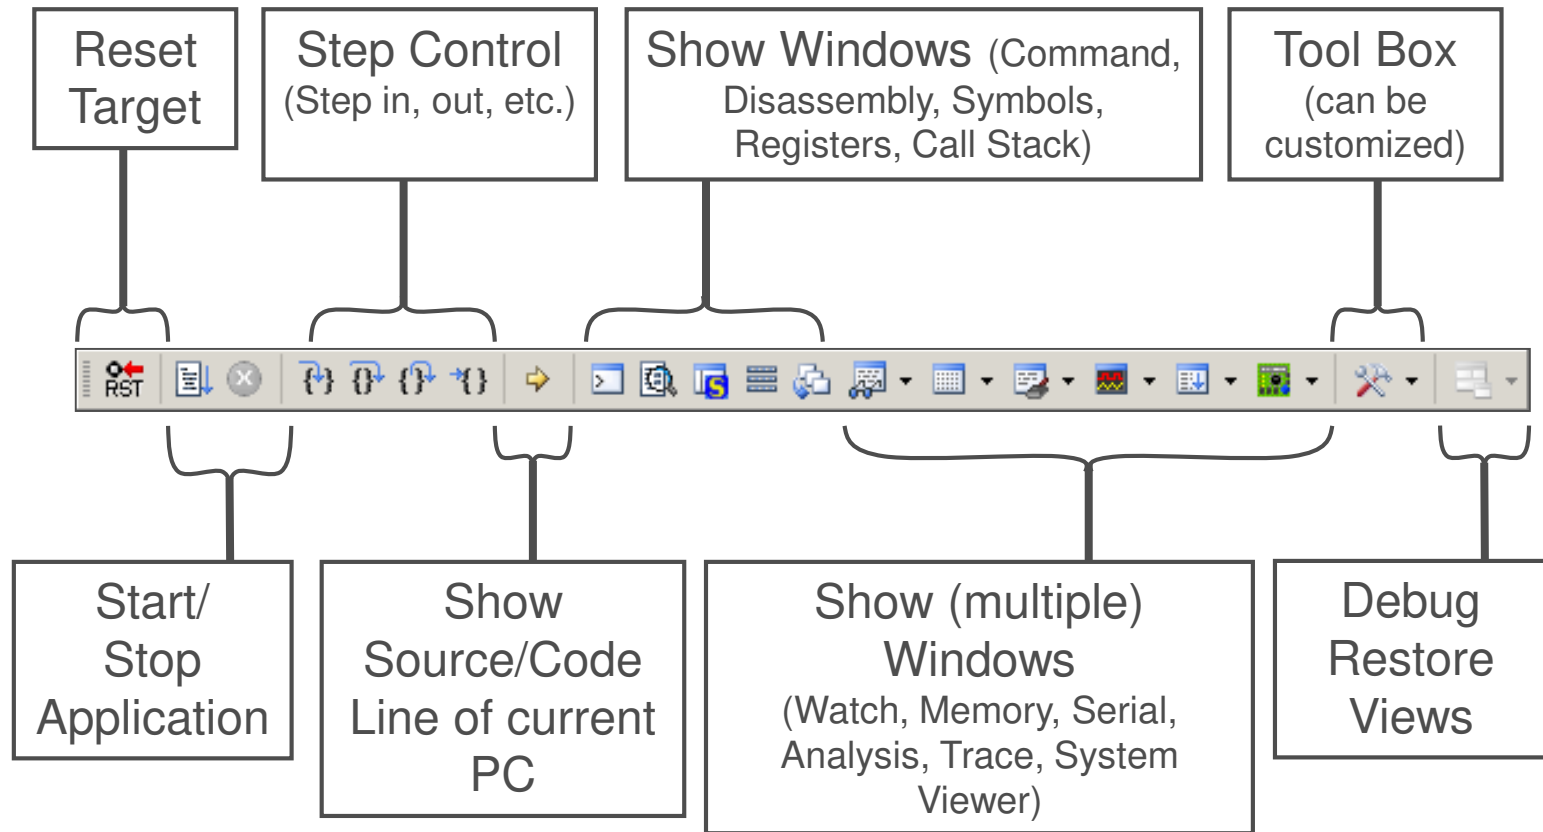 Reset
Target
Step Control
(Step in, out, etc.)
Show Windows (Command,
Disassembly, Symbols,
Registers, Call Stack)
Tool Box
(can be
customized)
RST
S
Start/
Stop
Application
Show
Source/Code
Line of current
PC
Show (multiple)
Windows
(Watch, Memory, Serial,
Analysis, Trace, System
Viewer)
Debug
Restore
Views